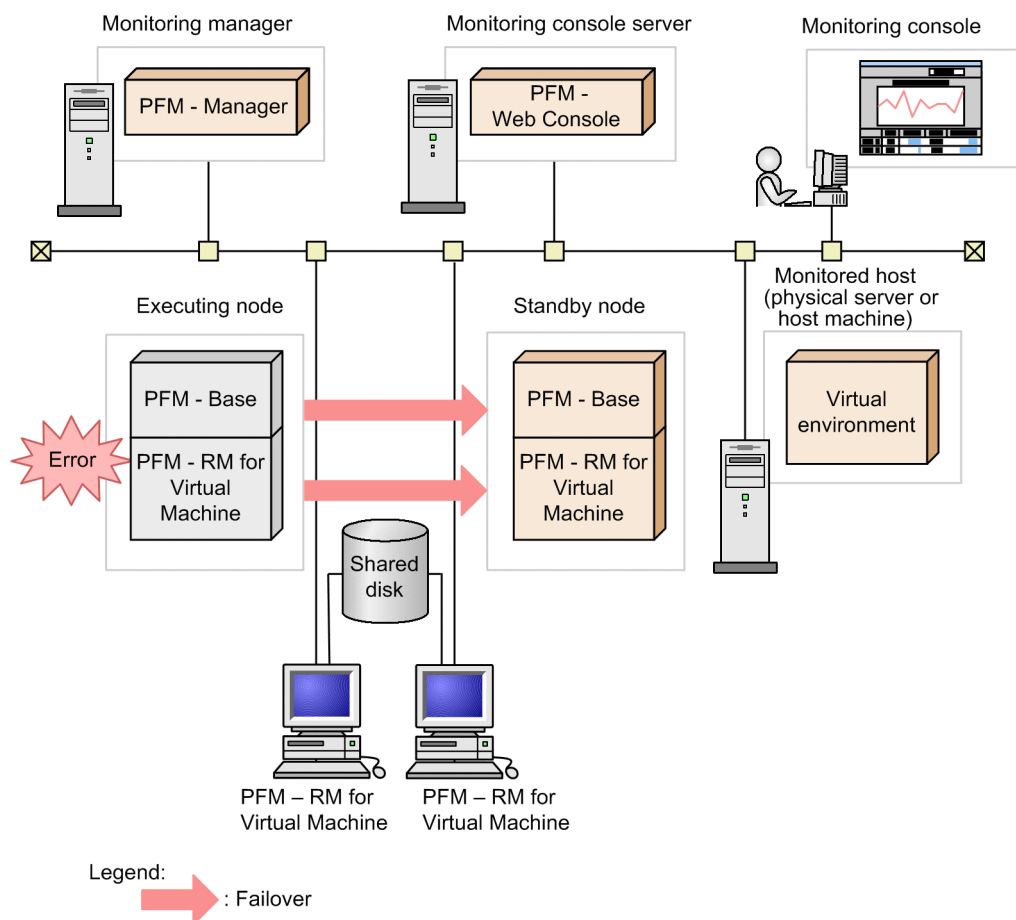 Monitoring manager
Monitoring console server
Monitoring console
PFM - Manager
PFM -
Web Console
Executing node
Standby node
Monitored host
(physical server or
host machine)
PFM - Base
PFM - Base
Virtual
environment
Error
PFM - RM for
Virtual
Machine
PFM - RM for
Virtual
Machine
Shared
disk
PFM – RM for
Virtual Machine
PFM – RM for
Virtual Machine
Legend:
: Failover